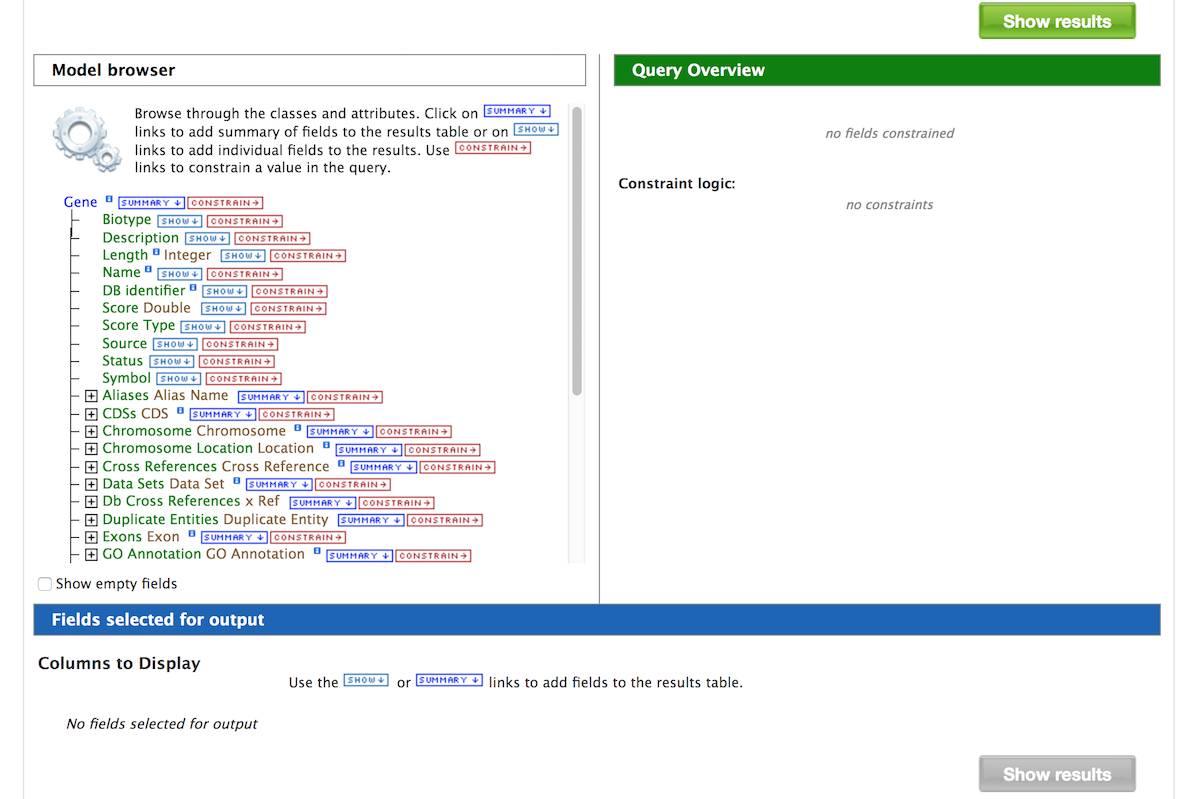 Show results
Model browser
Browse through the classes and attributes. Click on SUMMARY ↓
links to add summary of fields to the results table or on SHOW ↓
links to add individual fields to the results. Use CONSTRAIN →
links to constrain a value in the query.
Gene i SUMMARY ↓ CONSTRAIN →
Biotype SHOW ↓ CONSTRAIN →
Description SHOW ↓ CONSTRAIN →
Length i Integer SHOW ↓ CONSTRAIN →
Name i SHOW ↓ CONSTRAIN →
DB identifier i SHOW ↓ CONSTRAIN →
Score Double SHOW ↓ CONSTRAIN →
Score Type SHOW ↓ CONSTRAIN →
Source SHOW ↓ CONSTRAIN →
Status SHOW ↓ CONSTRAIN →
Symbol SHOW ↓ CONSTRAIN →
Aliases Alias Name SUMMARY ↓ CONSTRAIN →
CDSs CDS i SUMMARY ↓ CONSTRAIN →
Chromosome Chromosome i SUMMARY ↓ CONSTRAIN →
Chromosome Location Location i SUMMARY ↓ CONSTRAIN →
Cross References Cross Reference i SUMMARY ↓ CONSTRAIN →
Data Sets Data Set i SUMMARY ↓ CONSTRAIN →
Db Cross References x Ref SUMMARY ↓ CONSTRAIN →
Duplicate Entities Duplicate Entity SUMMARY ↓ CONSTRAIN →
Exons Exon i SUMMARY ↓ CONSTRAIN →
GO Annotation GO Annotation i SUMMARY ↓ CONSTRAIN →
Show empty fields
Query Overview
no fields constrained
Constraint logic:
no constraints
Fields selected for output
Columns to Display
Use the SHOW ↓ or SUMMARY ↓ links to add fields to the results table.
No fields selected for output
Show results